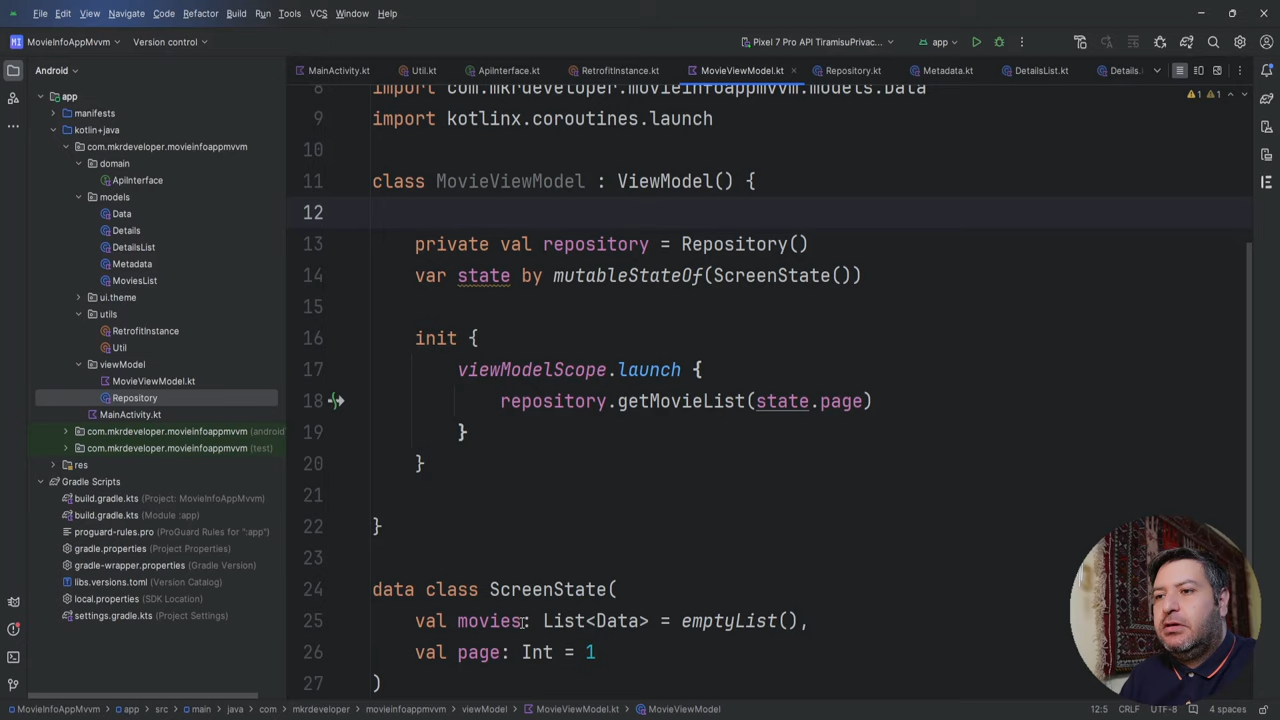 File Edit View Navigate Code Refactor Build Run Tools VCS Window Help
MI MovieInfoAppMvvm Version control Pixel 7 Pro API TiramisuPrivac... app
Android MainActivity.kt Util.kt ApiInterface.kt RetrofitInstance.kt MovieViewModel.kt Repository.kt Metadata.kt DetailsList.kt Details.
app
manifests
kotlin+java
com.mkrdeveloper.movieinfoappmvvm
domain
ApiInterface
models
Data
Details
DetailsList
Metadata
MoviesList
ui.theme
utils
RetrofitInstance
Util
viewModel
MovieViewModel.kt
Repository
MainActivity.kt
com.mkrdeveloper.movieinfoappmvvm (android
com.mkrdeveloper.movieinfoappmvvm (test)
res
Gradle Scripts
build.gradle.kts (Project: MovieInfoAppMvvm)
build.gradle.kts (Module :app)
proguard-rules.pro (ProGuard Rules for ":app")
gradle.properties (Project Properties)
gradle-wrapper.properties (Gradle Version)
libs.versions.toml (Version Catalog)
local.properties (SDK Location)
settings.gradle.kts (Project Settings)
1 1
8 import com.mkrdeveloper.movieinfoappmvvm.models.Data
9 import kotlinx.coroutines.launch
10
11 class MovieViewModel : ViewModel() {
12
13 private val repository = Repository()
14 var state by mutableStateOf(ScreenState())
15
16 init {
17 viewModelScope.launch {
18 repository.getMovieList(state.page)
19 }
20 }
21
22 }
23
24 data class ScreenState(
25 val movies: List<Data> = emptyList(),
26 val page: Int = 1
27 )
MovieInfoAppMvvm > app > src > main > java > com > mkrdeveloper > movieinfoappmvvm > viewModel > MovieViewModel.kt > MovieViewModel 12:5 CRLF UTF-8 4 spaces